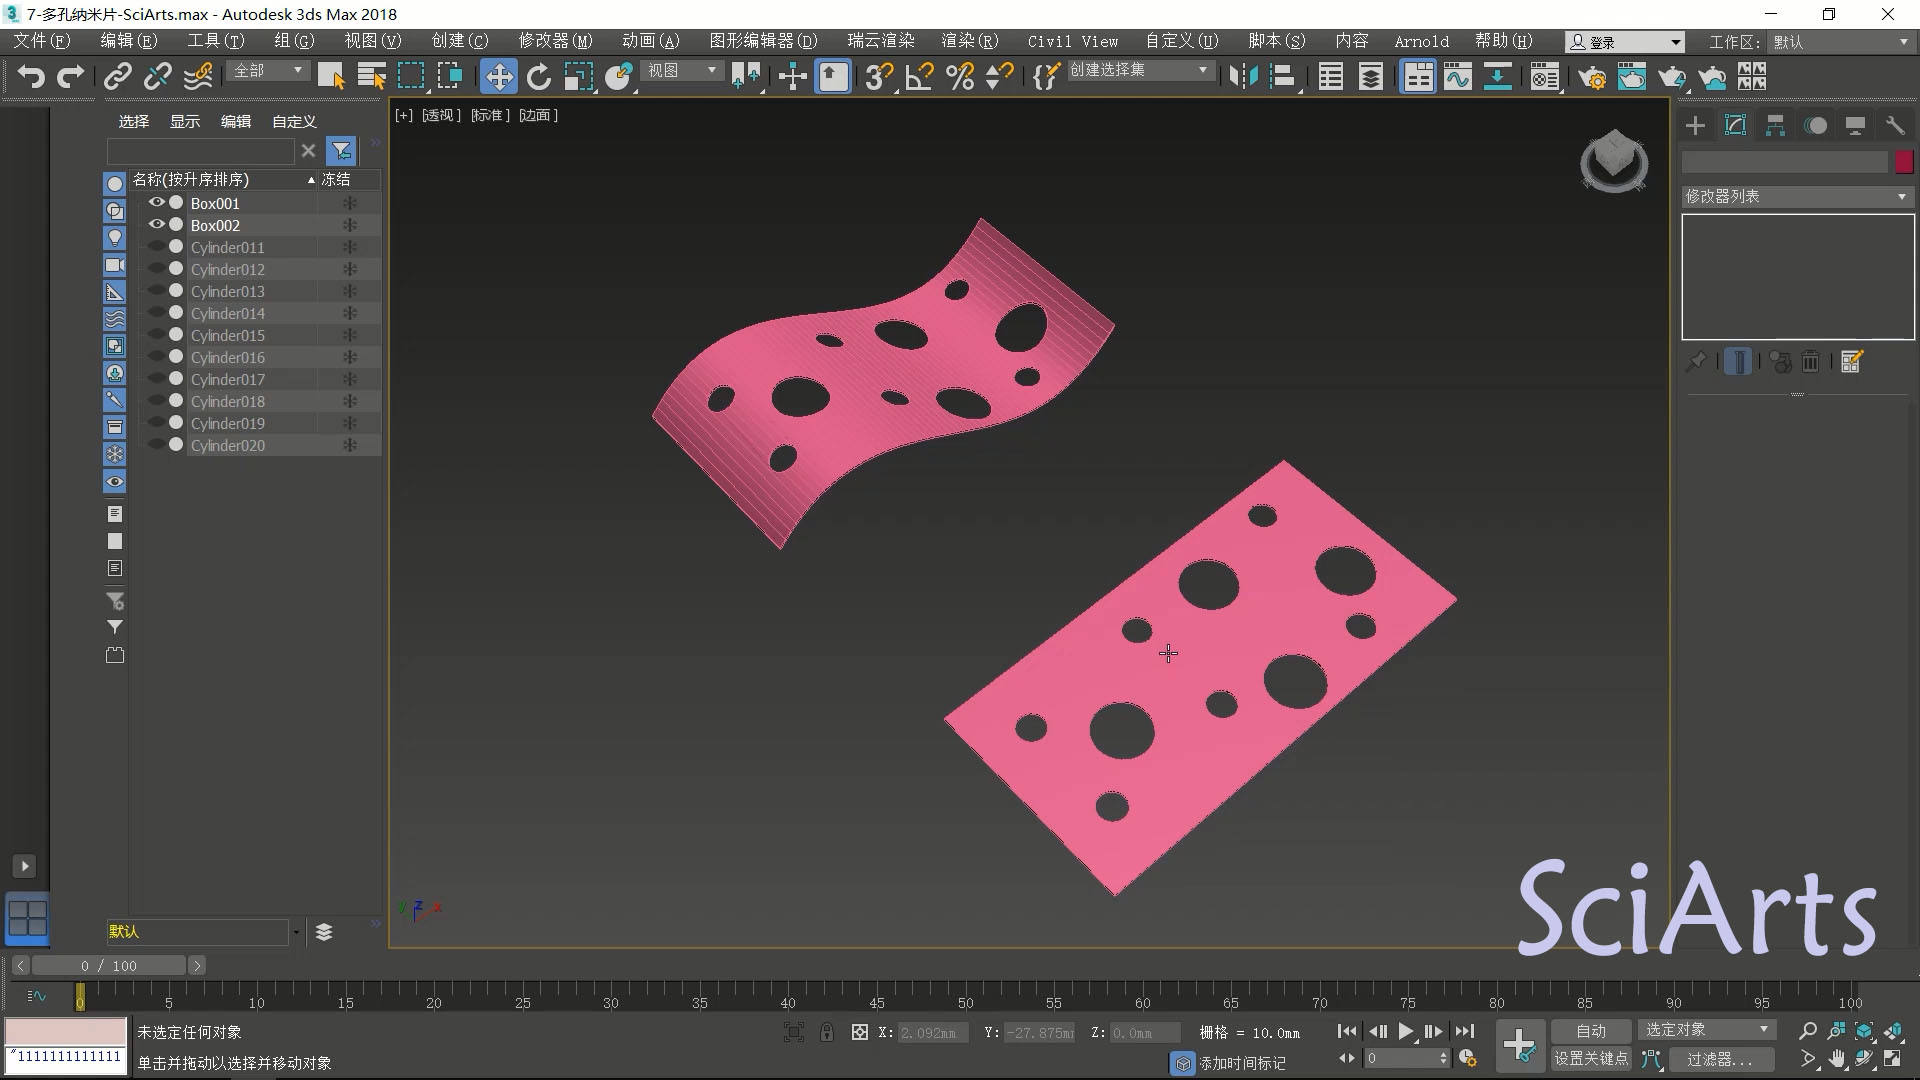 7-多孔纳米片-SciArts.max - Autodesk 3ds Max 2018
文件(F) 编辑(E) 工具(T) 组(G) 视图(V) 创建(C) 修改器(M) 动画(A) 图形编辑器(D) 瑞云渲染 渲染(R) Civil View 自定义(U) 脚本(S) 内容 Arnold 帮助(H) 登录 工作区: 默认
全部 视图 创建选择集
选择 显示 编辑 自定义
[+] [透视] [标准] [边面]
名称(按升序排序) 冻结
Box001
Box002
Cylinder011
Cylinder012
Cylinder013
Cylinder014
Cylinder015
Cylinder016
Cylinder017
Cylinder018
Cylinder019
Cylinder020
修改器列表
y z x
SciArts
默认
0 / 100
0 5 10 15 20 25 30 35 40 45 50 55 60 65 70 75 80 85 90 95 100
未选定任何对象 X: 2.092mm Y: -27.875m Z: 0.0mm 栅格 = 10.0mm 自动 选定对象
"1111111111111 单击并拖动以选择并移动对象 添加时间标记 0 设置关键点 过滤器...